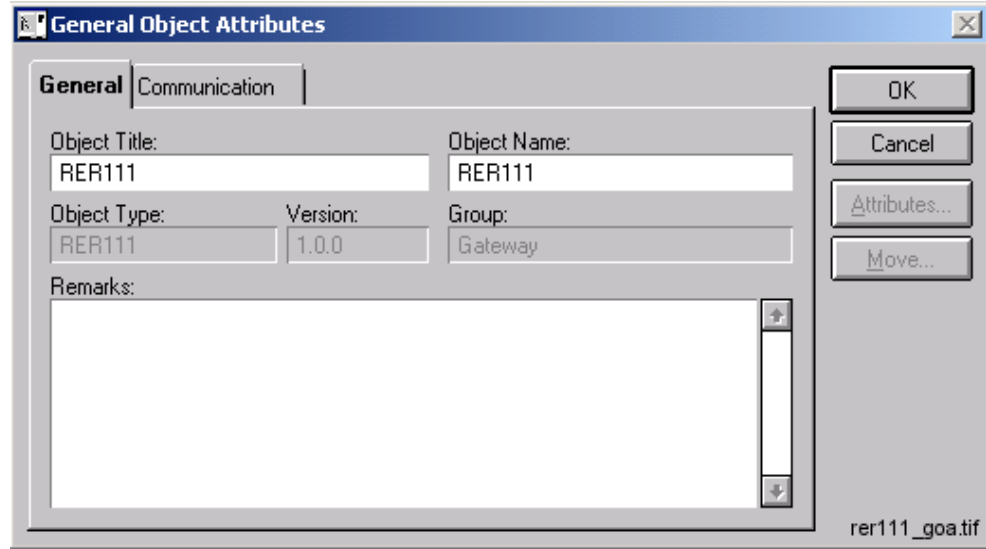 General Object Attributes
General Communication
OK
Cancel
Attributes...
Move...
Object Title: Object Name:
RER111 RER111
Object Type: Version: Group:
RER111 1.0.0 Gateway
Remarks:
rer111_goa.tif